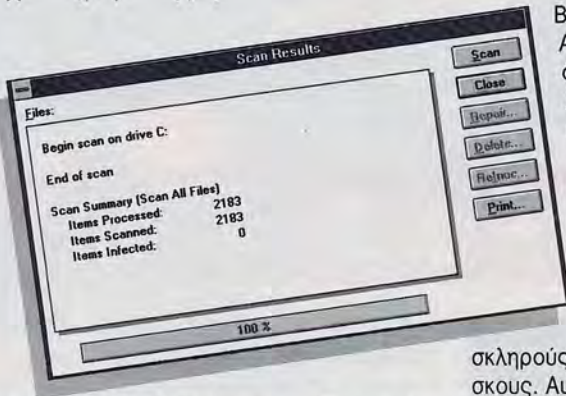 Scan Results
Files:
Begin scan on drive C:
End of scan
Scan Summary (Scan All Files)
Items Processed: 2183
Items Scanned: 2183
Items Infected: 0
100 %
Scan
Close
Repair...
Delete...
Print...
σκληρούς
σκους. Αυ